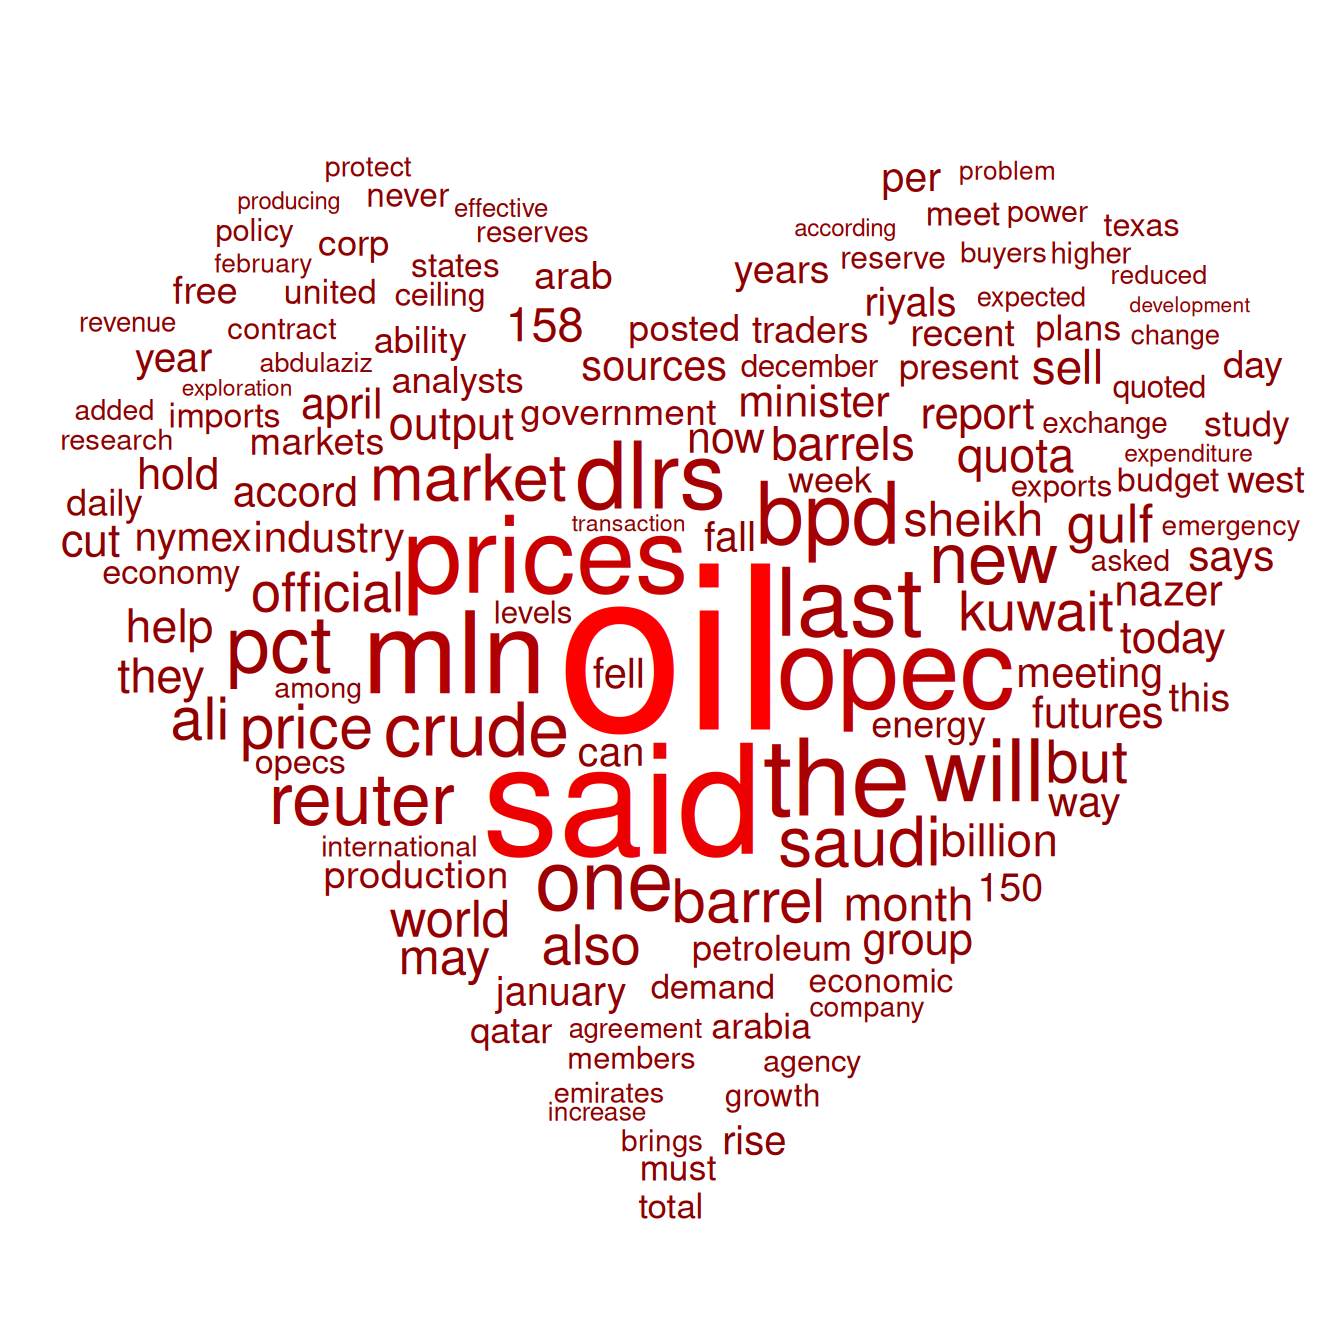 protect
per problem
producing never effective
meet power
policy corp reserves
according texas
february states arab
years reserve buyers higher
free united ceiling
riyals expected reduced
revenue contract ability 158 posted traders
recent plans development change
year abdulaziz analysts sources december present sell quoted day
exploration
added imports april output government minister report exchange study
research markets now barrels quota expenditure
hold accord market dlrs week exports budget west
daily transaction bpd sheikh gulf emergency
cut nymex industry prices fall new asked says
economy official levels last kuwait nazer
help pct mln oil opec today
they among fell meeting this
ali price crude can energy futures
opecs said the will but
reuter way
international saudi billion
production one barrel month 150
world also petroleum group
may
january demand economic
company
qatar agreement arabia
members agency
emirates growth
increase
brings rise
must
total